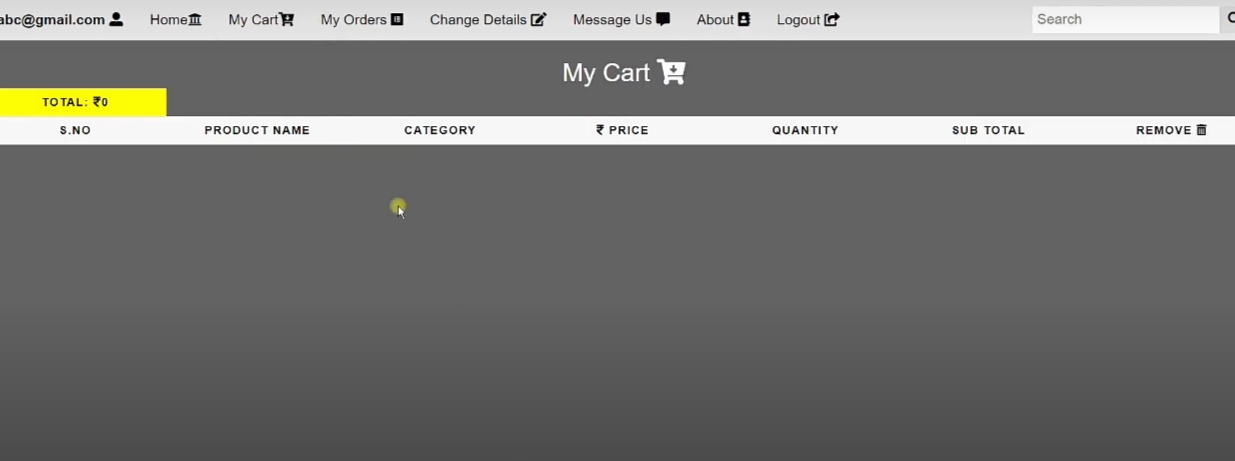 abc@gmail.com Home My Cart My Orders Change Details Message Us About Logout Search
My Cart
TOTAL: ₹0
S.NO PRODUCT NAME CATEGORY ₹ PRICE QUANTITY SUB TOTAL REMOVE